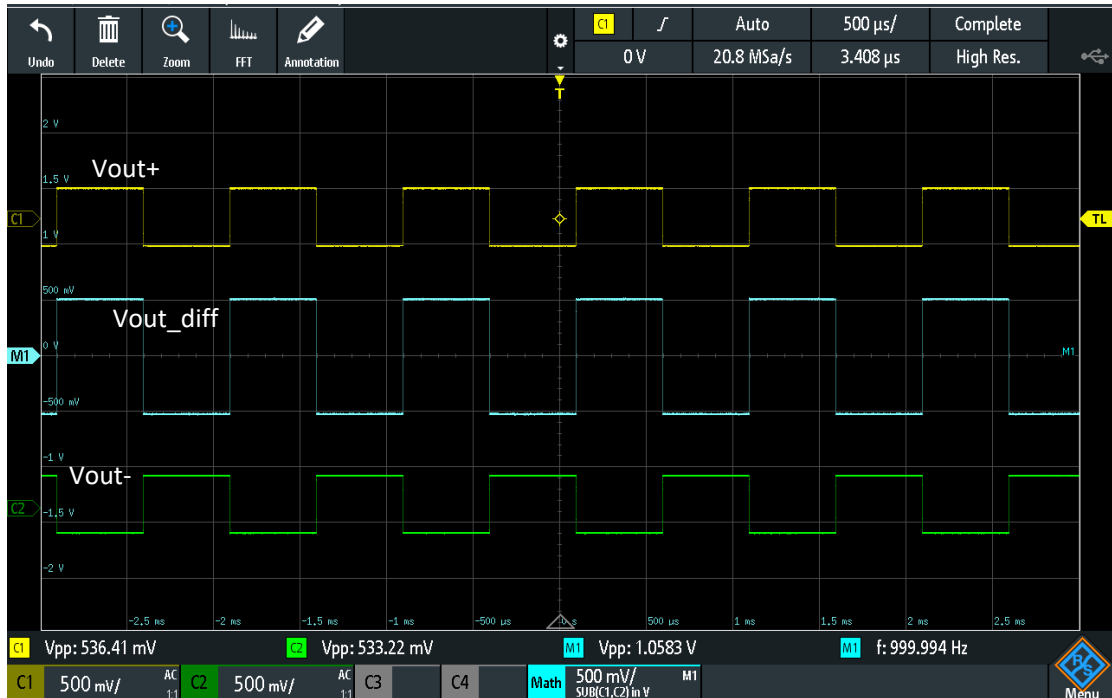 Undo
Delete
Zoom
FFT
Annotation
C1
Auto
500 µs/
Complete
0 V
20.8 MSa/s
3.408 µs
High Res.
T
2 V
Vout+
1.5 V
C1
TL
1 V
500 mV
Vout_diff
M1
0 V
M1
-500 mV
-1 V
Vout-
C2
-1.5 V
-2 V
-2.5 ms
-2 ms
-1.5 ms
-1 ms
-500 µs
0 s
500 µs
1 ms
1.5 ms
2 ms
2.5 ms
C1 Vpp: 536.41 mV
C2 Vpp: 533.22 mV
M1 Vpp: 1.0583 V
M1 f: 999.994 Hz
C1 500 mV/ AC 1:1
C2 500 mV/ AC 1:1
C3
C4
Math 500 mV/ M1
SUB(C1,C2) in V
R&S
Menu